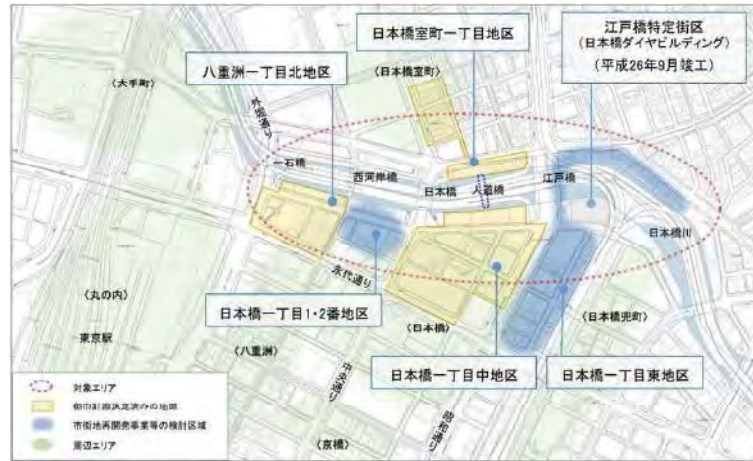 江戸橋特定街区
(日本橋ダイヤビルディング)
(平成26年9月竣工)
日本橋室町一丁目地区
八重洲一丁目北地区
〈日本橋室町〉
〈大手町〉
外堀通り
一石橋
西河岸橋
日本橋
人道橋
江戸橋
日本橋川
永代通り
〈丸の内〉
東京駅
日本橋一丁目1・2番地区
〈日本橋〉
〈日本橋兜町〉
〈八重洲〉
中央通り
日本橋一丁目中地区
日本橋一丁目東地区
昭和通り
〈京橋〉
対象エリア
都市計画決定済みの地区
市街地再開発事業等の検討区域
周辺エリア